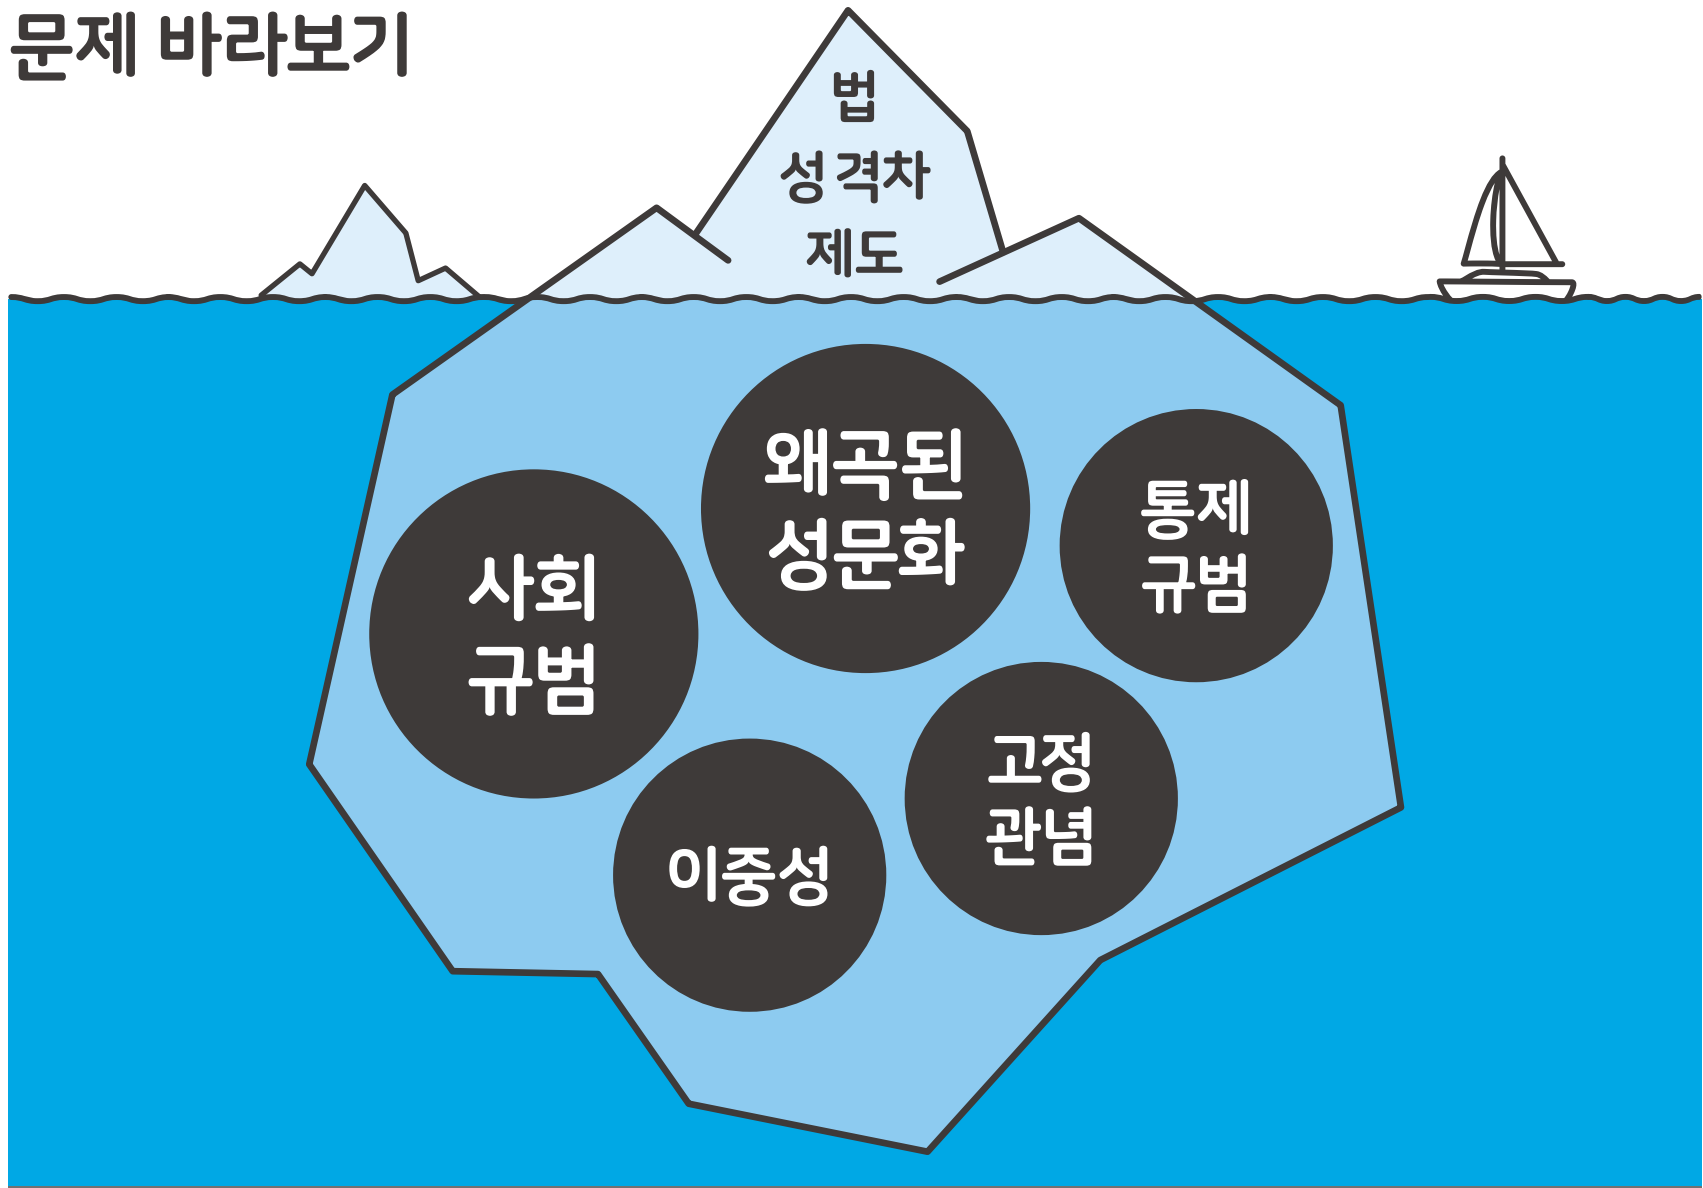 문제 바라보기
법
성 격차
제도
왜곡된
성문화
통제
규범
사회
규범
고정
관념
이중성